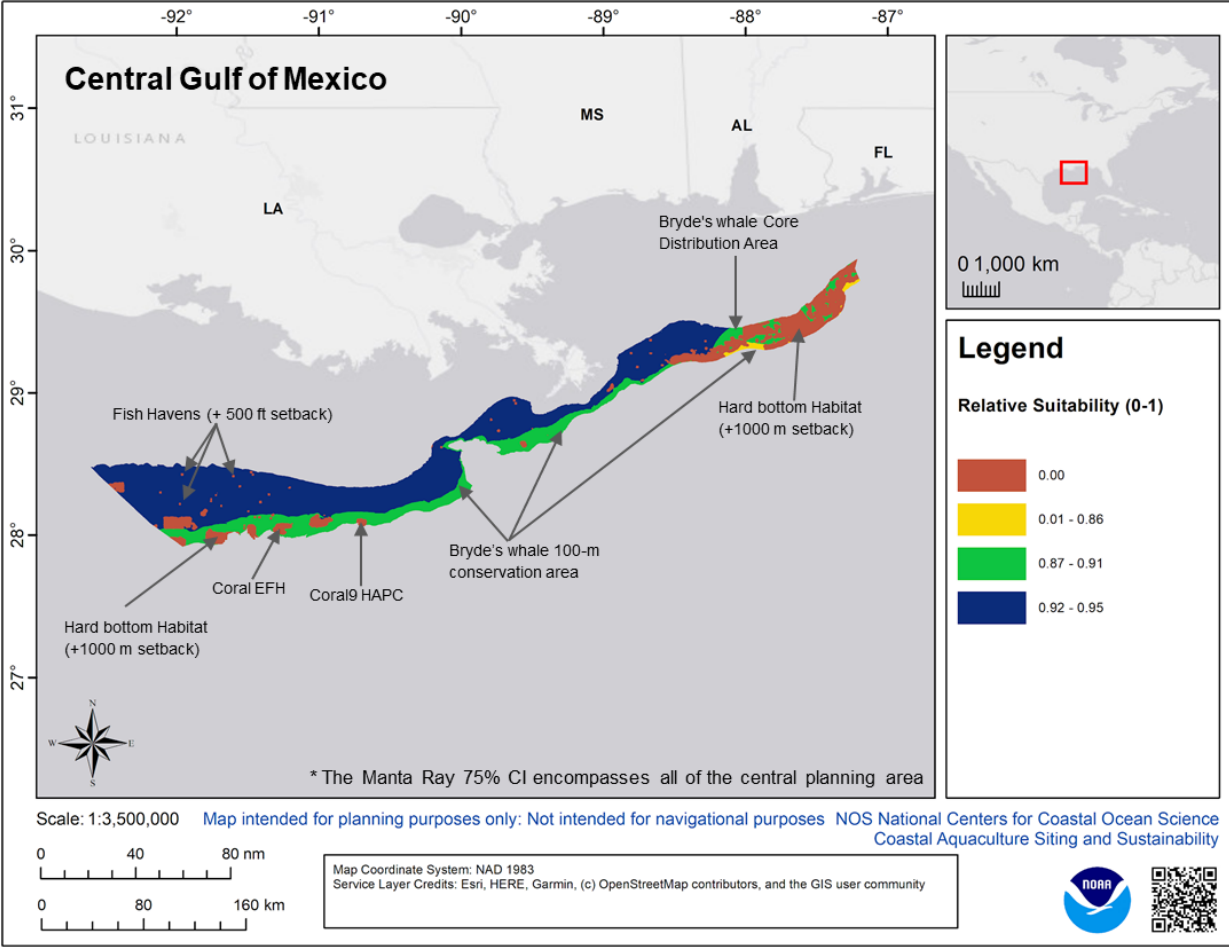 -92°
-91°
-90°
-89°
-88°
-87°
Central Gulf of Mexico
31°
30°
29°
28°
27°
LOUISIANA
MS
AL
FL
LA
Bryde's whale Core
Distribution Area
Fish Havens (+ 500 ft setback)
Hard bottom Habitat
(+1000 m setback)
Bryde's whale 100-m
conservation area
Coral EFH
Coral9 HAPC
Hard bottom Habitat
(+1000 m setback)
N
W
E
S
* The Manta Ray 75% CI encompasses all of the central planning area
0 1,000 km
Legend
Relative Suitability (0-1)
0.00
0.01 - 0.86
0.87 - 0.91
0.92 - 0.95
Scale: 1:3,500,000
Map intended for planning purposes only: Not intended for navigational purposes
NOS National Centers for Coastal Ocean Science
Coastal Aquaculture Siting and Sustainability
0 40 80 nm
0 80 160 km
Map Coordinate System: NAD 1983
Service Layer Credits: Esri, HERE, Garmin, (c) OpenStreetMap contributors, and the GIS user community
NOAA